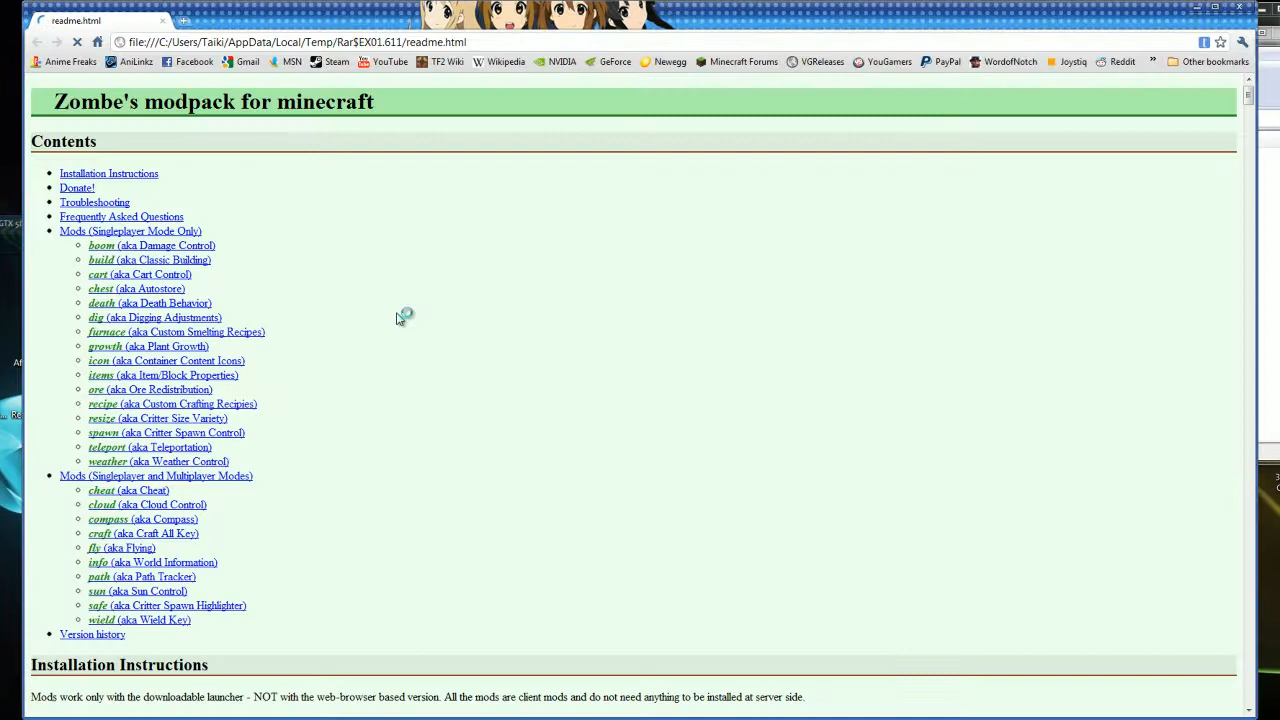 readme.html
file:///C:/Users/Taiki/AppData/Local/Temp/Rar$EX01.611/readme.html
Anime Freaks AniLinkz Facebook Gmail MSN Steam YouTube TF2 Wiki Wikipedia NVIDIA GeForce Newegg Minecraft Forums VGReleases YouGamers PayPal WordofNotch Joystiq Reddit » Other bookmarks
Zombe's modpack for minecraft
Contents
Installation Instructions
Donate!
Troubleshooting
Frequently Asked Questions
Mods (Singleplayer Mode Only)
boom (aka Damage Control)
build (aka Classic Building)
cart (aka Cart Control)
chest (aka Autostore)
death (aka Death Behavior)
dig (aka Digging Adjustments)
furnace (aka Custom Smelting Recipes)
growth (aka Plant Growth)
icon (aka Container Content Icons)
items (aka Item/Block Properties)
ore (aka Ore Redistribution)
recipe (aka Custom Crafting Recipies)
resize (aka Critter Size Variety)
spawn (aka Critter Spawn Control)
teleport (aka Teleportation)
weather (aka Weather Control)
Mods (Singleplayer and Multiplayer Modes)
cheat (aka Cheat)
cloud (aka Cloud Control)
compass (aka Compass)
craft (aka Craft All Key)
fly (aka Flying)
info (aka World Information)
path (aka Path Tracker)
sun (aka Sun Control)
safe (aka Critter Spawn Highlighter)
wield (aka Wield Key)
Version history
Installation Instructions
Mods work only with the downloadable launcher - NOT with the web-browser based version. All the mods are client mods and do not need anything to be installed at server side.